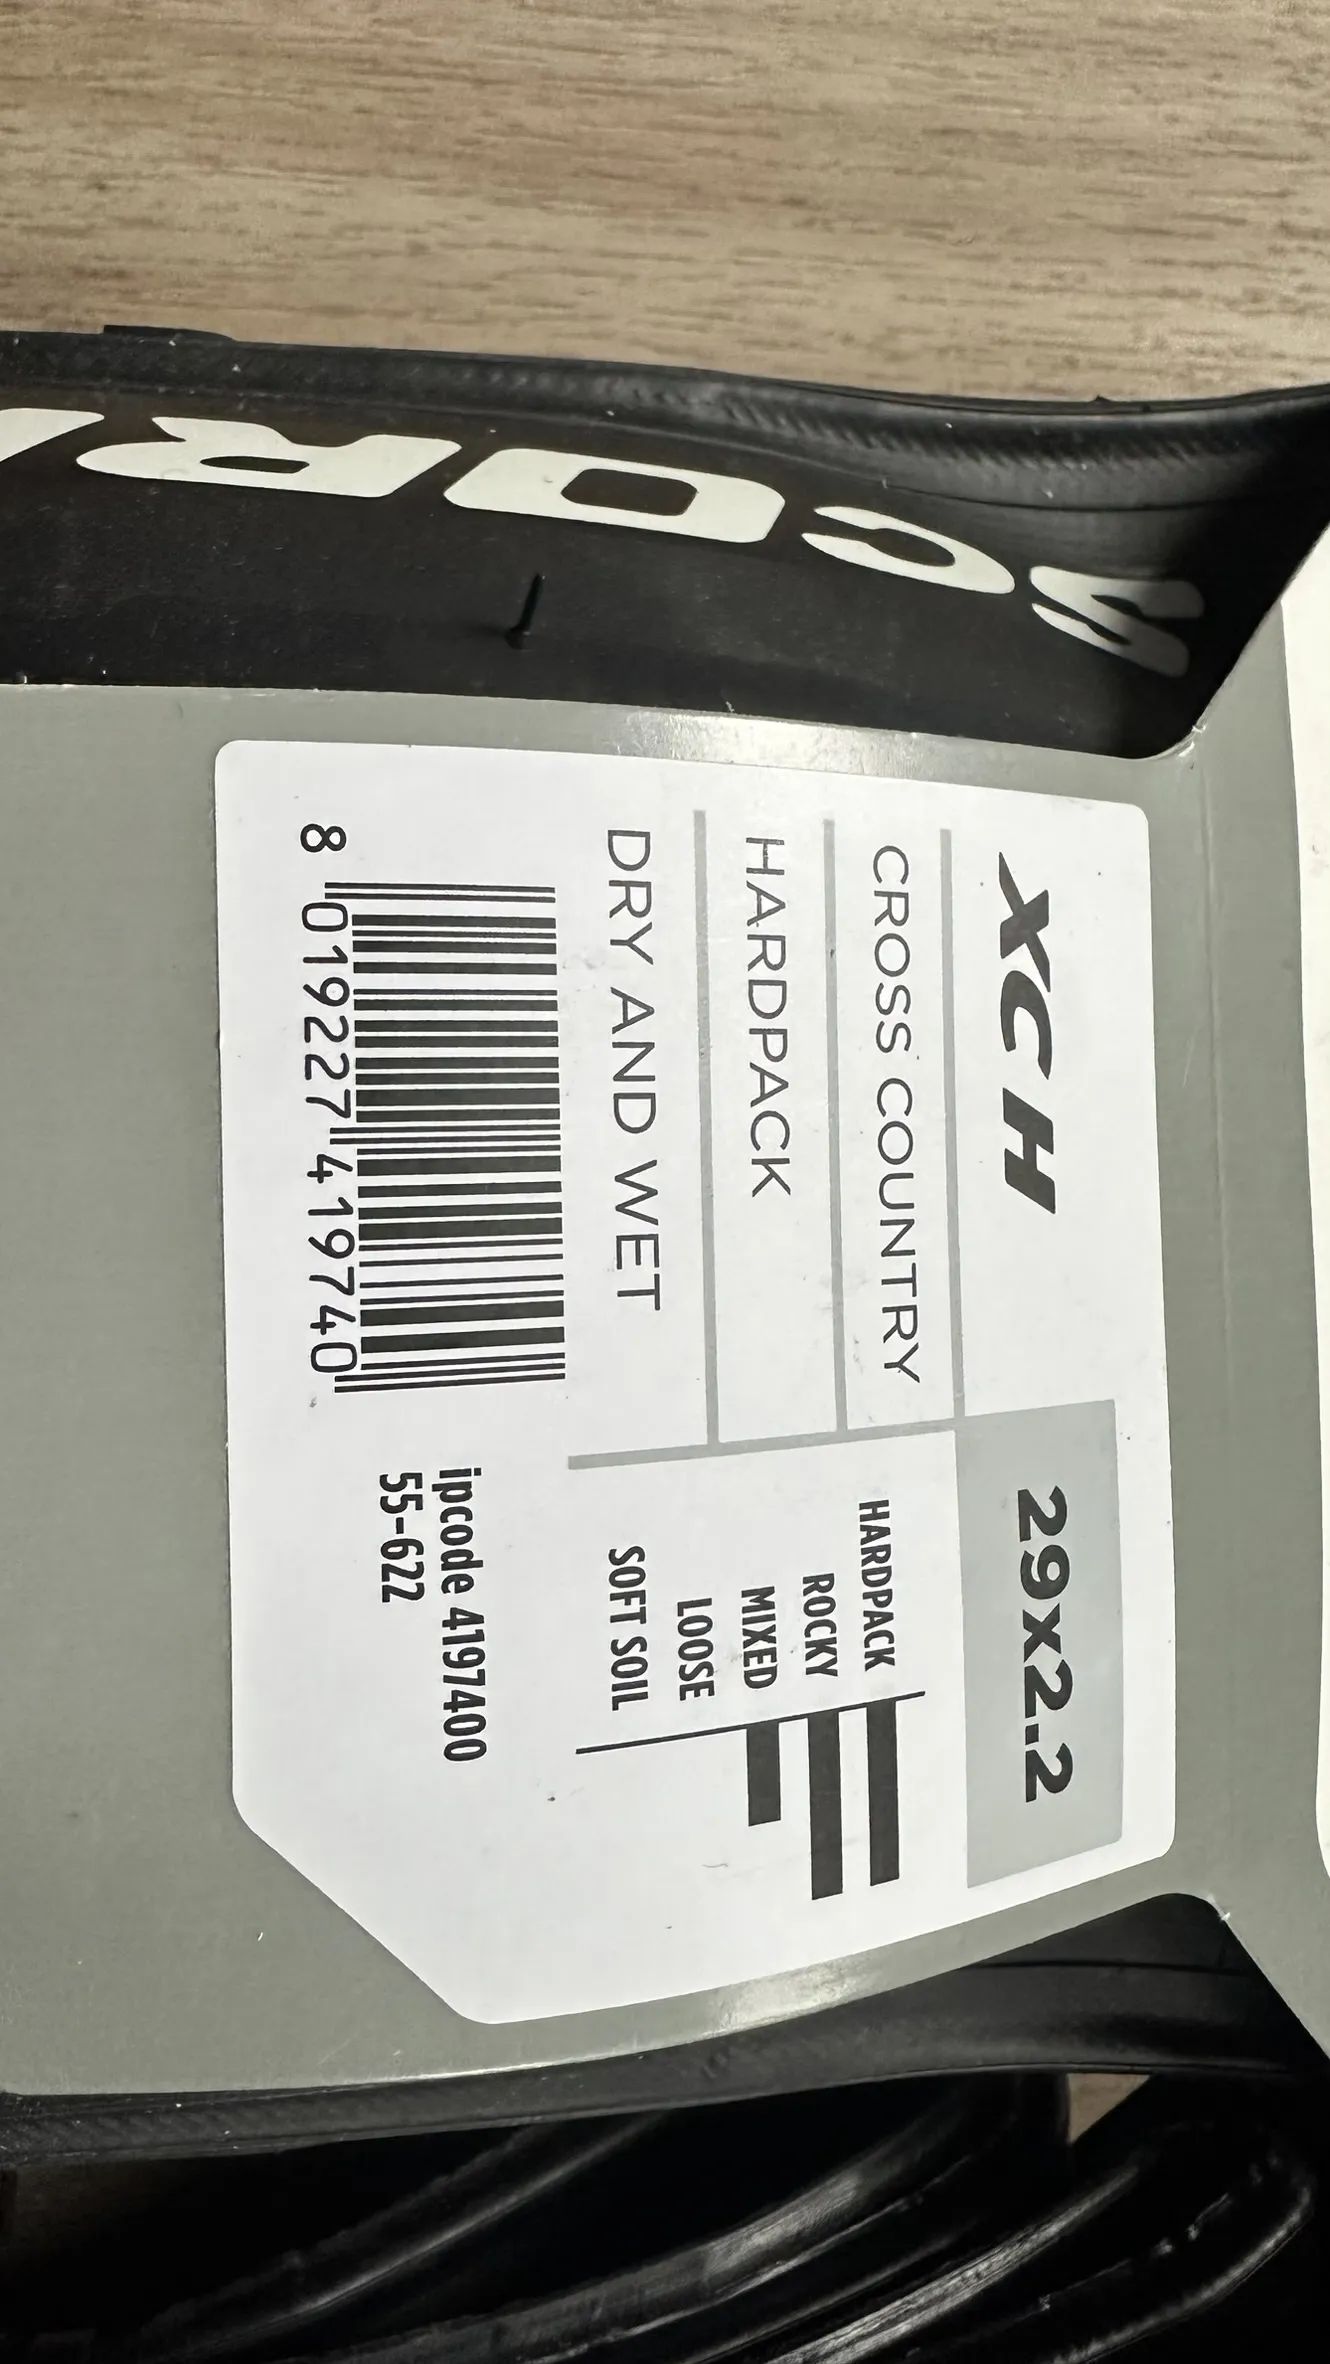 SCOR
XCH
29x2.2
CROSS COUNTRY
HARDPACK
DRY AND WET
HARDPACK
ROCKY
MIXED
LOOSE
SOFT SOIL
8 019227 419740
ipcode 4197400
55-622